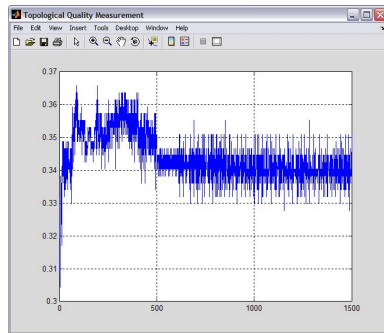 Topological Quality Measurement
File Edit View Insert Tools Desktop Window Help
0.37
0.36
0.35
0.34
0.33
0.32
0.31
0.3
0 500 1000 1500